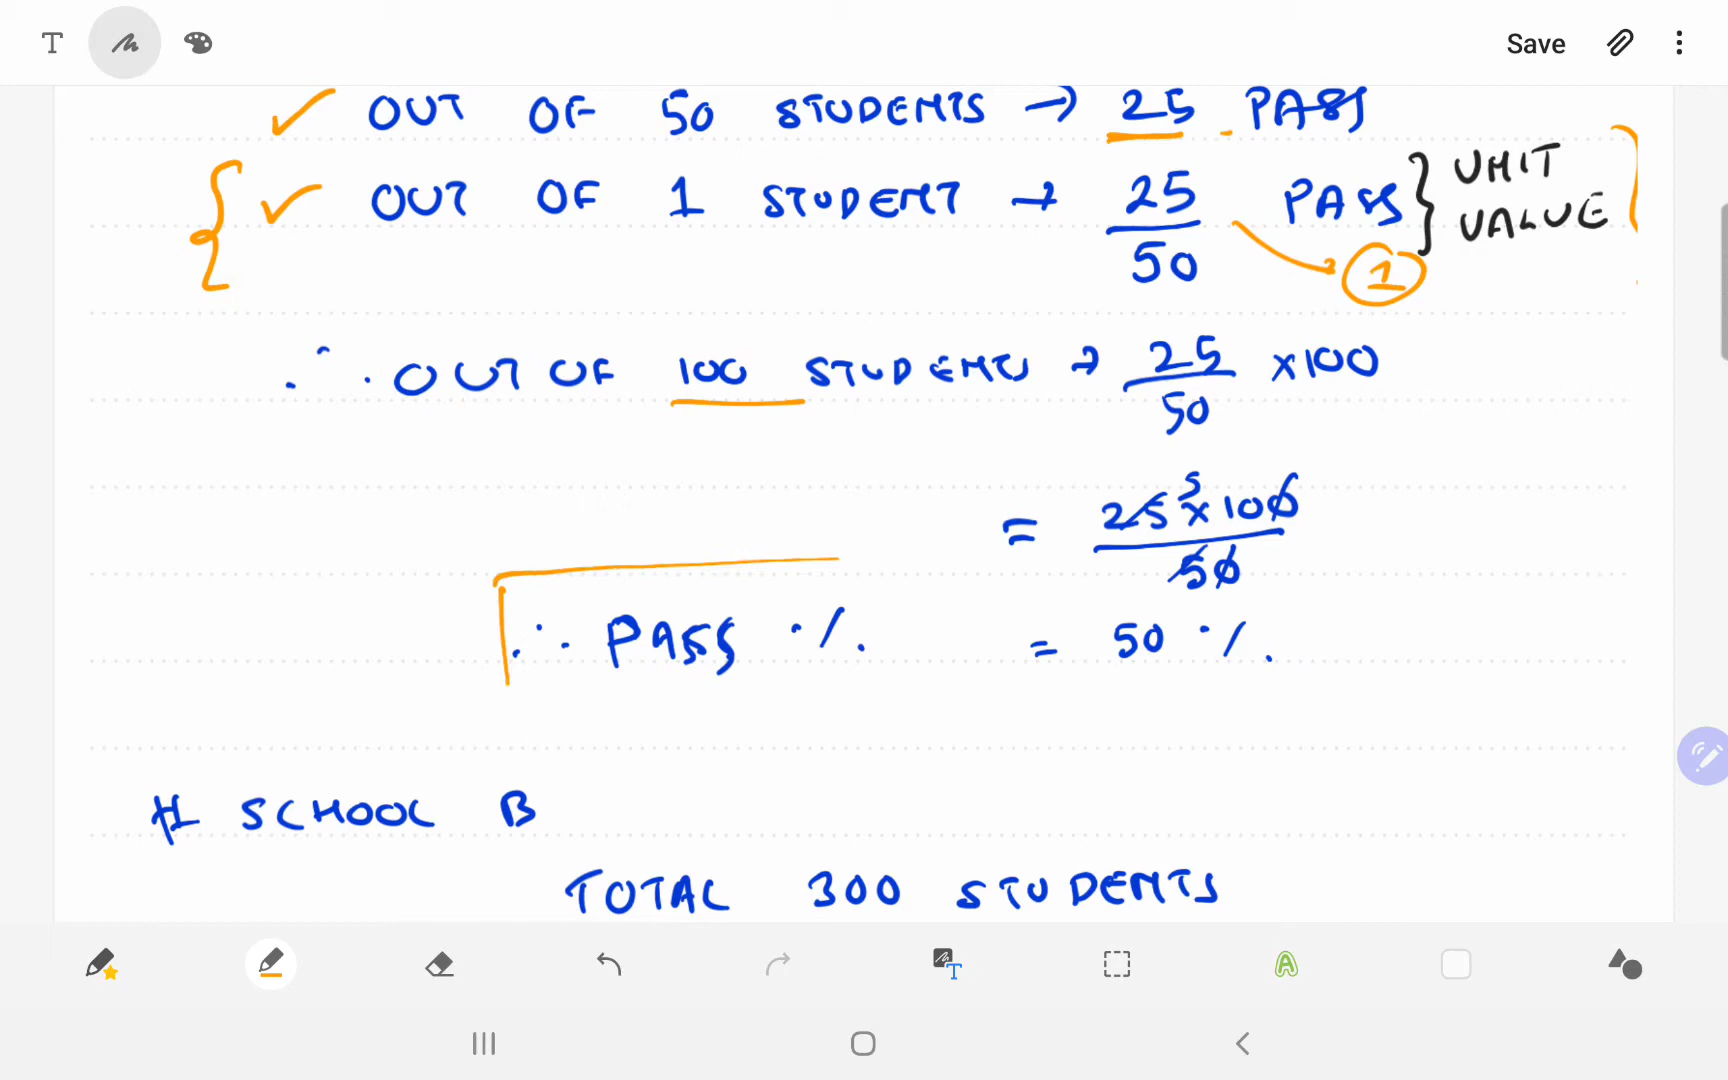 T Save
OUT OF 50 STUDENTS → 25 PASS
OUT OF 1 STUDENT → 25/50 PASS } UNIT VALUE
1
∴ OUT OF 100 STUDENTS → 25/50 ×100
= 25 × 100 / 50
5
∴ PASS % = 50 %
# SCHOOL B
TOTAL 300 STUDENTS
T A